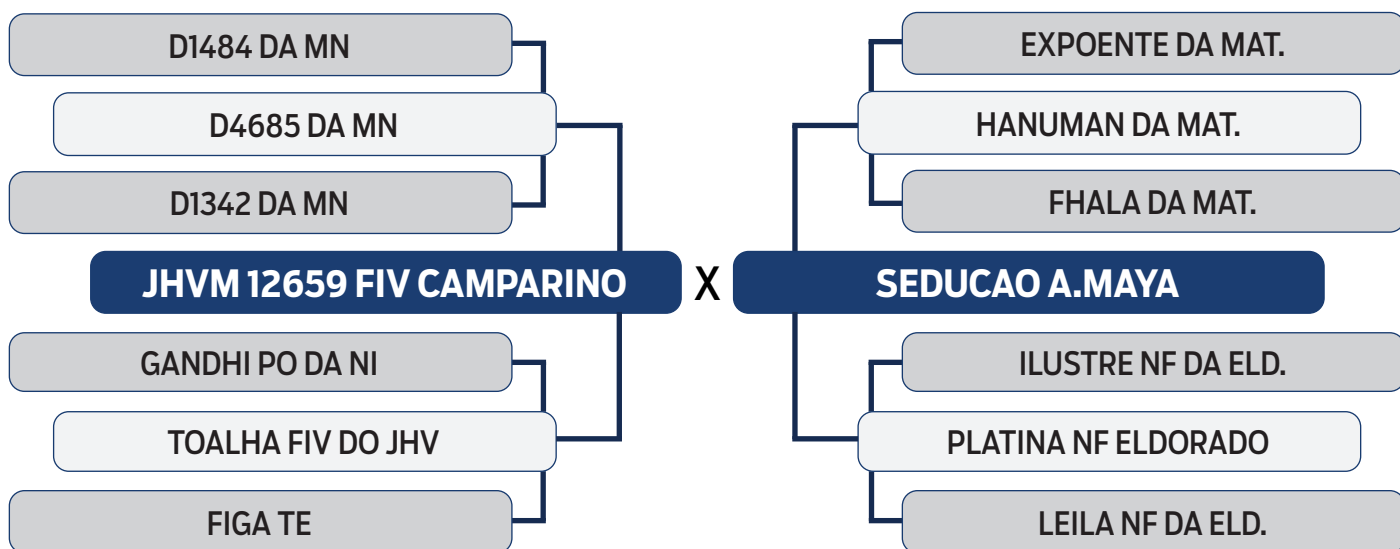 D1484 DA MN
EXPOENTE DA MAT.
D4685 DA MN
HANUMAN DA MAT.
D1342 DA MN
FHALA DA MAT.
JHVM 12659 FIV CAMPARINO X SEDUCAO A.MAYA
GANDHI PO DA NI
ILUSTRE NF DA ELD.
TOALHA FIV DO JHV
PLATINA NF ELDORADO
FIGA TE
LEILA NF DA ELD.